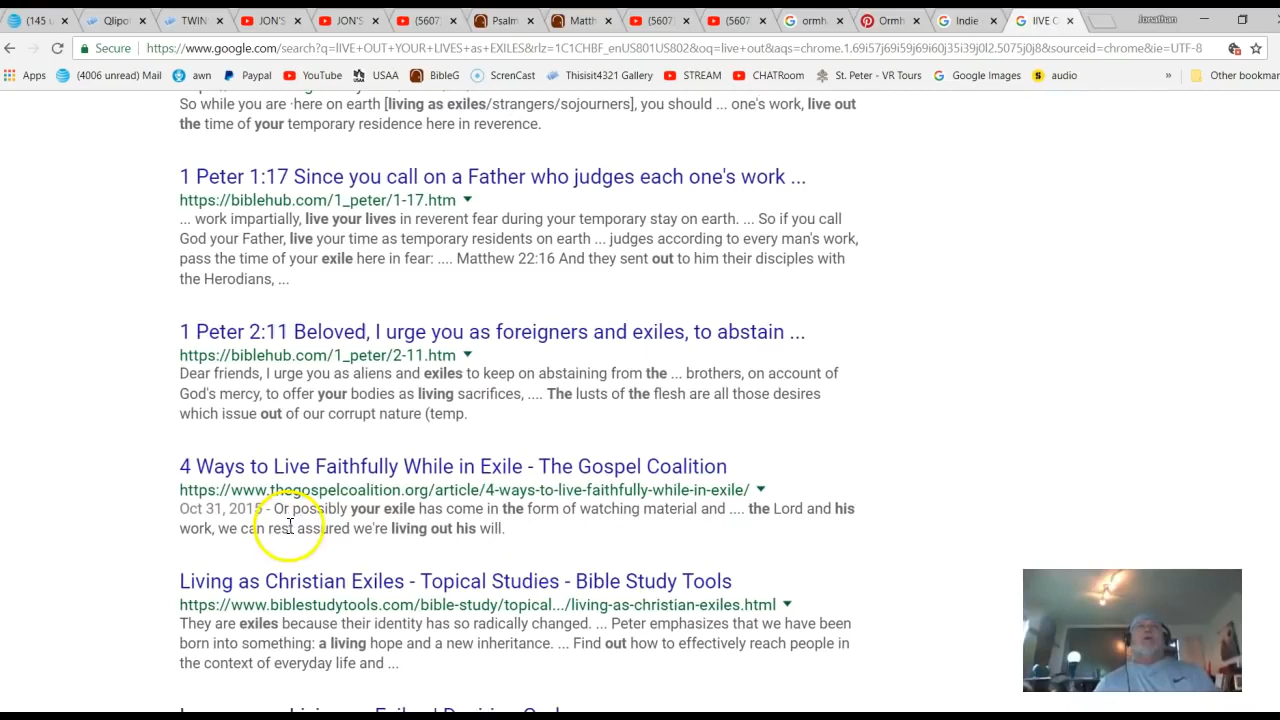 (145 u
Qlipot
TWIN
JON'S
JON'S
(5607)
Psalm
Matth
(5607)
(5607)
ormh
Ormh
Indie
lIVE C
Jonathan
Secure
https://www.google.com/search?q=lIVE+OUT+YOUR+LIVES+as+EXILES&rlz=1C1CHBF_enUS801US802&oq=live+out&aqs=chrome.1.69i57j69i59j69i60j35i39j0l2.5075j0j8&sourceid=chrome&ie=UTF-8
Apps
(4006 unread) Mail
awn
Paypal
YouTube
USAA
BibleG
ScrenCast
Thisisit4321 Gallery
STREAM
CHATRoom
St. Peter - VR Tours
Google Images
audio
»
Other bookmar
So while you are ·here on earth [living as exiles/strangers/sojourners], you should ... one's work, live out
the time of your temporary residence here in reverence.
1 Peter 1:17 Since you call on a Father who judges each one's work ...
https://biblehub.com/1_peter/1-17.htm
... work impartially, live your lives in reverent fear during your temporary stay on earth. ... So if you call
God your Father, live your time as temporary residents on earth ... judges according to every man's work,
pass the time of your exile here in fear: .... Matthew 22:16 And they sent out to him their disciples with
the Herodians, ...
1 Peter 2:11 Beloved, I urge you as foreigners and exiles, to abstain ...
https://biblehub.com/1_peter/2-11.htm
Dear friends, I urge you as aliens and exiles to keep on abstaining from the ... brothers, on account of
God's mercy, to offer your bodies as living sacrifices, .... The lusts of the flesh are all those desires
which issue out of our corrupt nature (temp.
4 Ways to Live Faithfully While in Exile - The Gospel Coalition
https://www.thegospelcoalition.org/article/4-ways-to-live-faithfully-while-in-exile/
Oct 31, 2015 - Or possibly your exile has come in the form of watching material and .... the Lord and his
work, we can rest assured we're living out his will.
Living as Christian Exiles - Topical Studies - Bible Study Tools
https://www.biblestudytools.com/bible-study/topical.../living-as-christian-exiles.html
They are exiles because their identity has so radically changed. ... Peter emphasizes that we have been
born into something: a living hope and a new inheritance. ... Find out how to effectively reach people in
the context of everyday life and ...